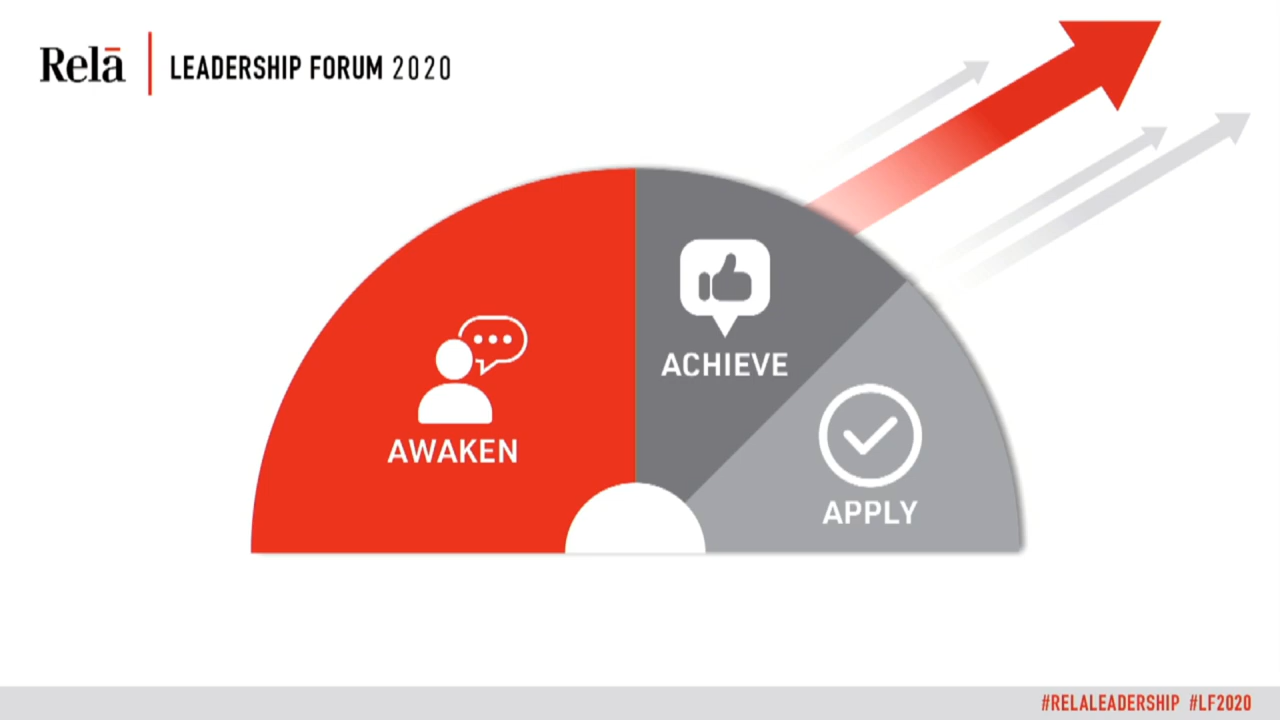 Relā
LEADERSHIP FORUM 2020
ACHIEVE
AWAKEN
APPLY
#RELALEADERSHIP #LF2020